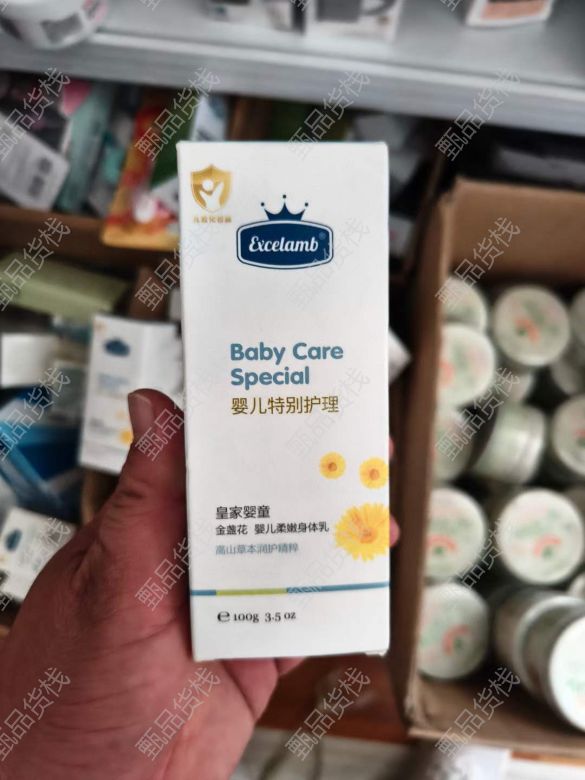 Excelamb®
Baby Care
Special
婴儿特别护理
皇家婴童
金盏花 婴儿柔嫩身体乳
高山草本润护精粹
℮ 100g 3.5 oz
甄品货栈